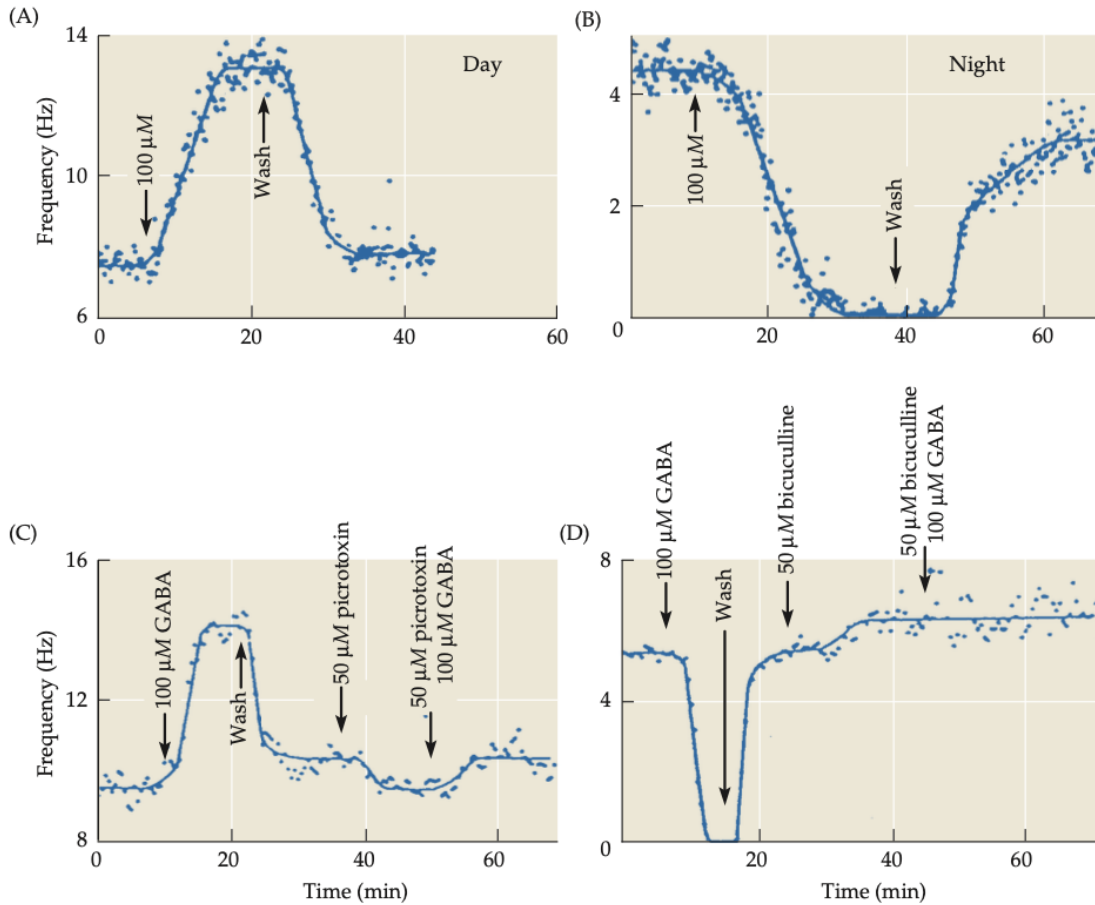 (A)
14
10
6
Frequency (Hz)
100 μM
Wash
Day
0
20
40
60
(B)
4
2
0
100 μM
Wash
Night
20
40
60
(C)
16
12
8
Frequency (Hz)
100 μM GABA
Wash
50 μM picrotoxin
50 μM picrotoxin
100 μM GABA
0
20
40
60
Time (min)
(D)
8
4
0
100 μM GABA
Wash
50 μM bicuculline
50 μM bicuculline
100 μM GABA
20
40
60
Time (min)